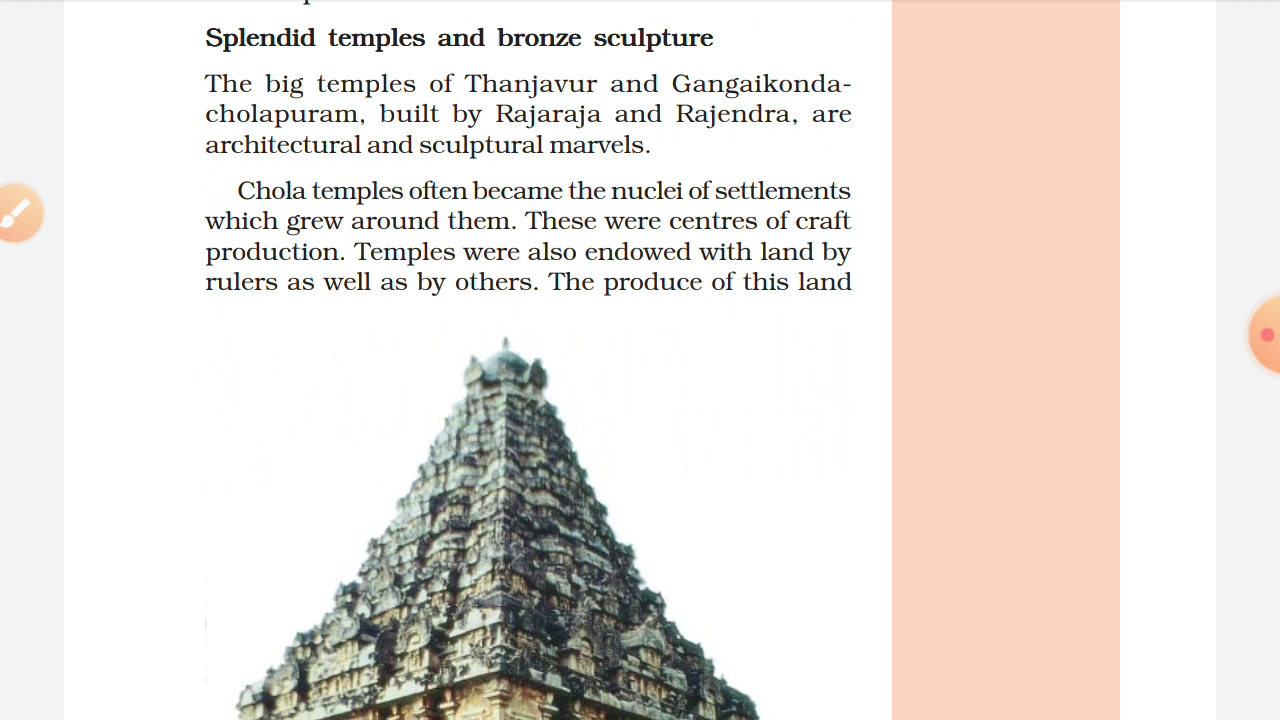 Splendid temples and bronze sculpture
The big temples of Thanjavur and Gangaikonda-
cholapuram, built by Rajaraja and Rajendra, are
architectural and sculptural marvels.
Chola temples often became the nuclei of settlements
which grew around them. These were centres of craft
production. Temples were also endowed with land by
rulers as well as by others. The produce of this land